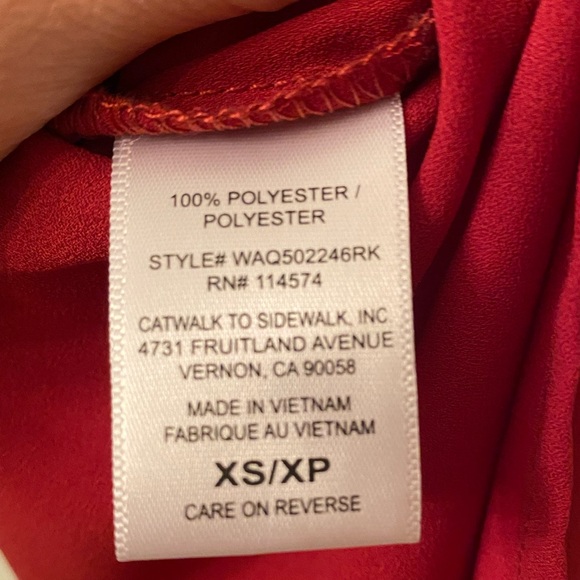 100% POLYESTER /
POLYESTER
STYLE# WAQ502246RK
RN# 114574
CATWALK TO SIDEWALK, INC
4731 FRUITLAND AVENUE
VERNON, CA 90058
MADE IN VIETNAM
FABRIQUE AU VIETNAM
XS/XP
CARE ON REVERSE